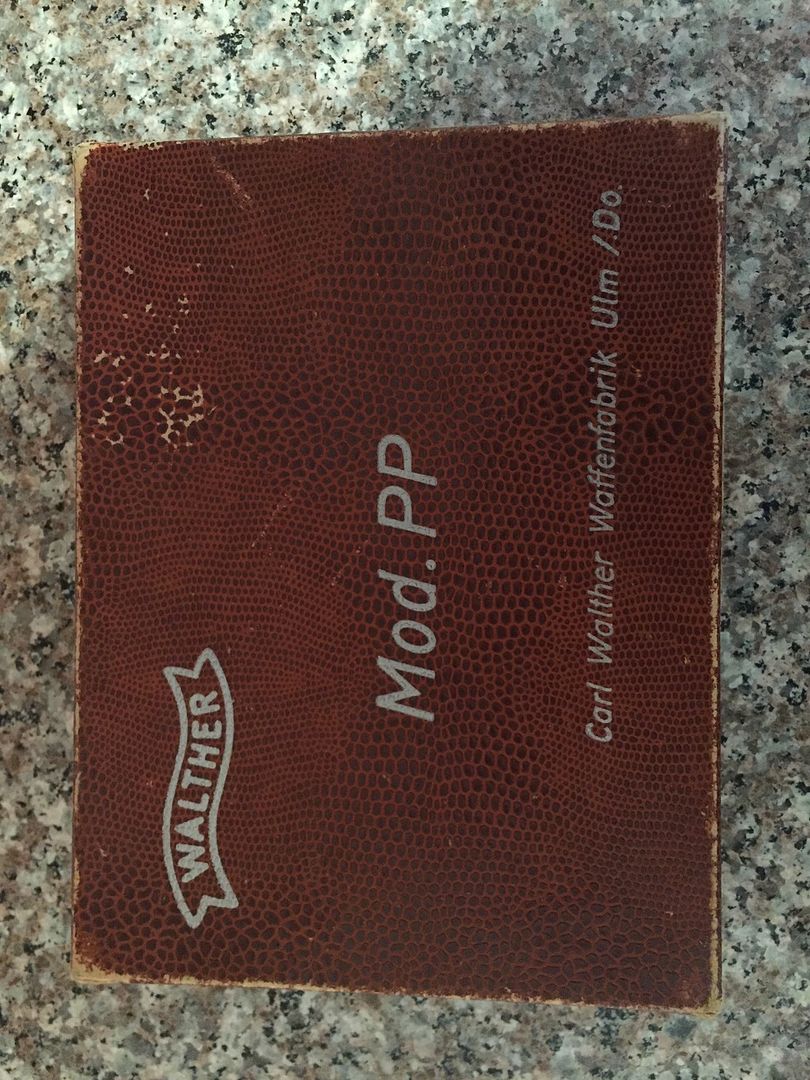 WALTHER
Mod. PP
Carl Walther Waffenfabrik Ulm /Do.